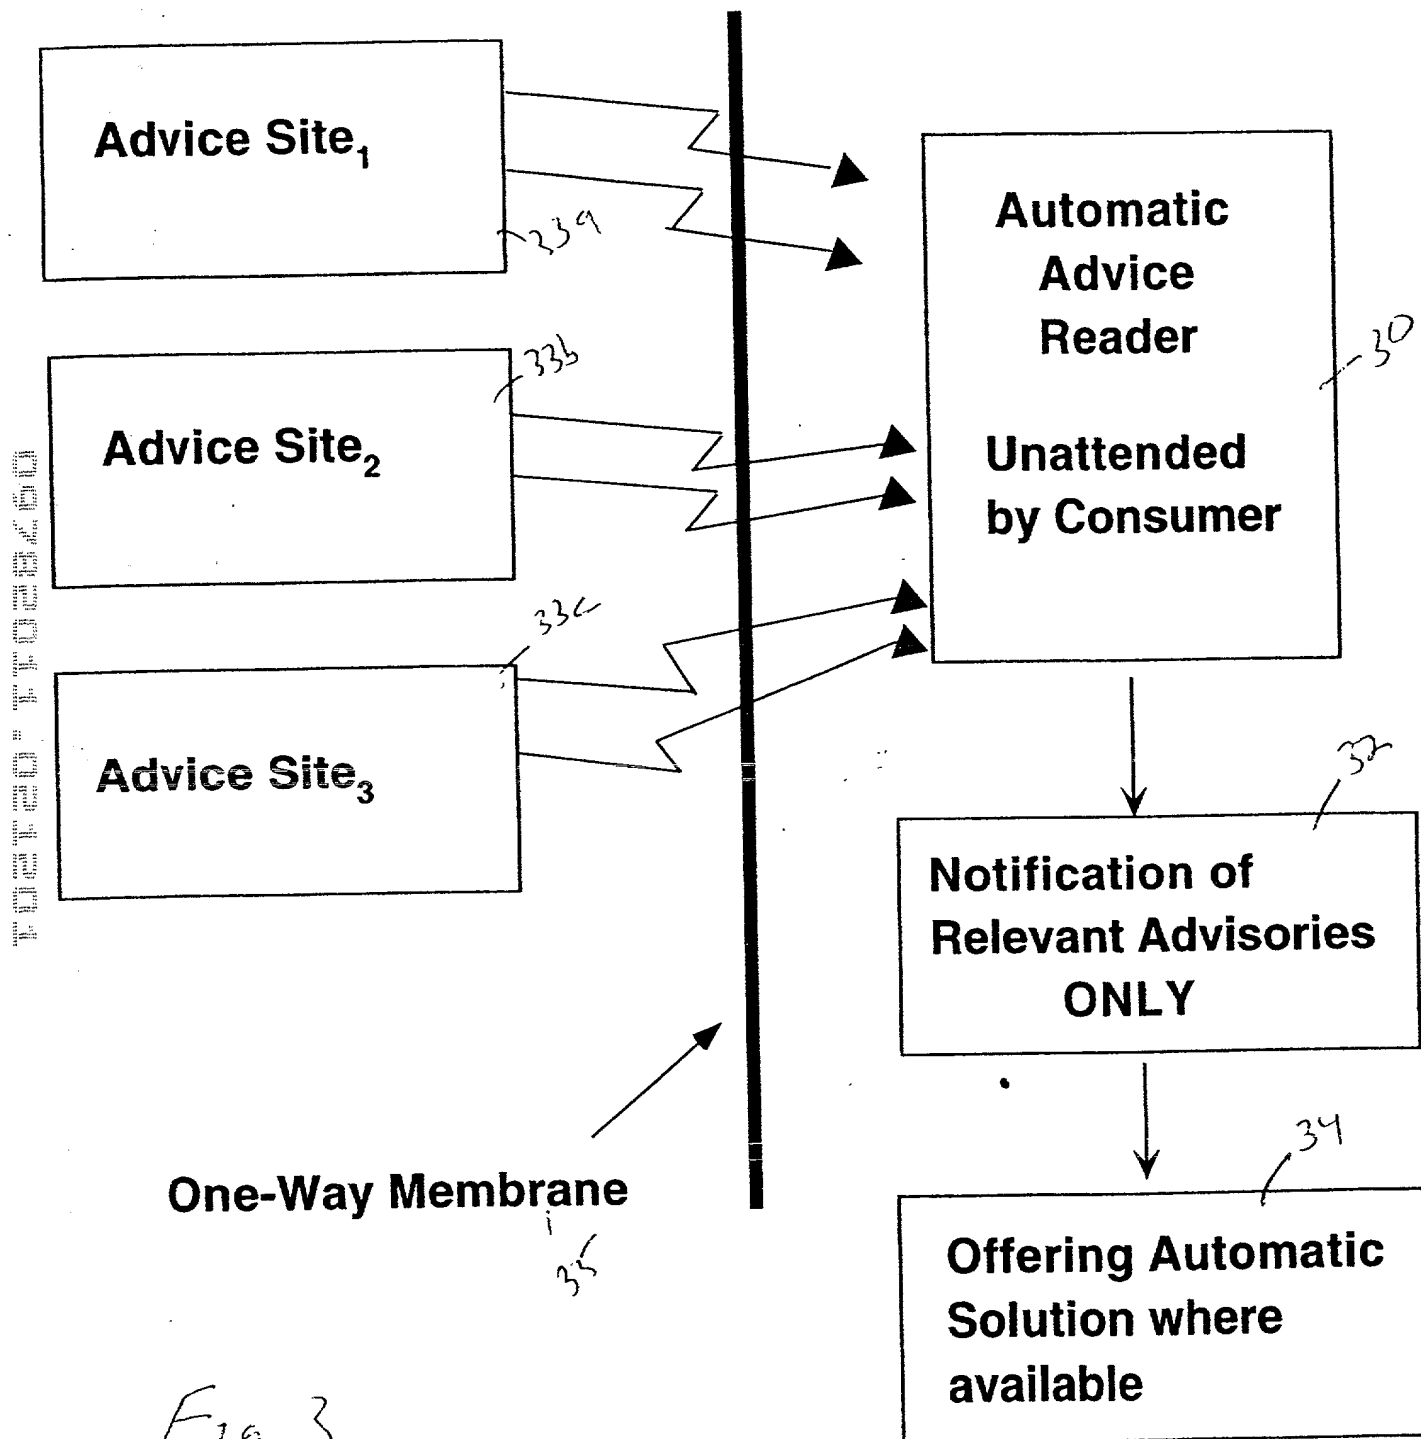 Advice Site1
33a
Advice Site2
33b
Advice Site3
33c
Automatic
Advice
Reader
Unattended
by Consumer
30
32
Notification of
Relevant Advisories
ONLY
34
Offering Automatic
Solution where
available
One-Way Membrane
35
Fig 3